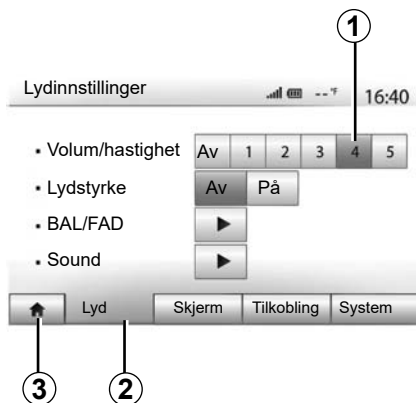 1
Lydinnstillinger --°F 16:40
• Volum/hastighet Av 1 2 3 4 5
• Lydstyrke Av På
• BAL/FAD
• Sound
Lyd Skjerm Tilkobling System
3 2